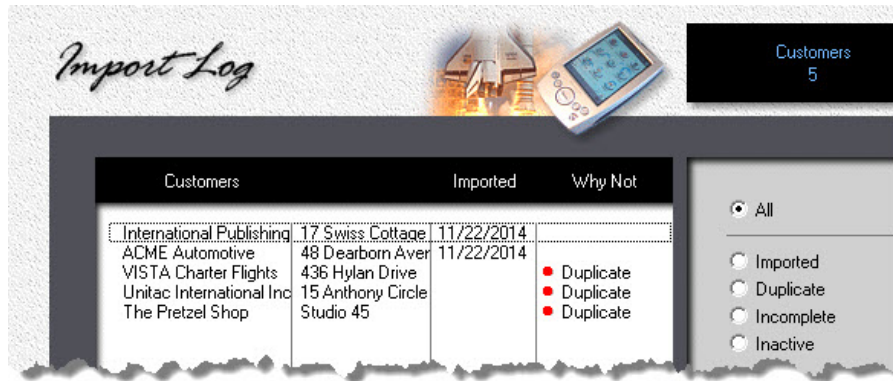 Import Log
Customers
5
Customers Imported Why Not
International Publishing 17 Swiss Cottage 11/22/2014
ACME Automotive 48 Dearborn Aver 11/22/2014
VISTA Charter Flights 436 Hylan Drive Duplicate
Unitac International Inc 15 Anthony Circle Duplicate
The Pretzel Shop Studio 45 Duplicate
All
Imported
Duplicate
Incomplete
Inactive